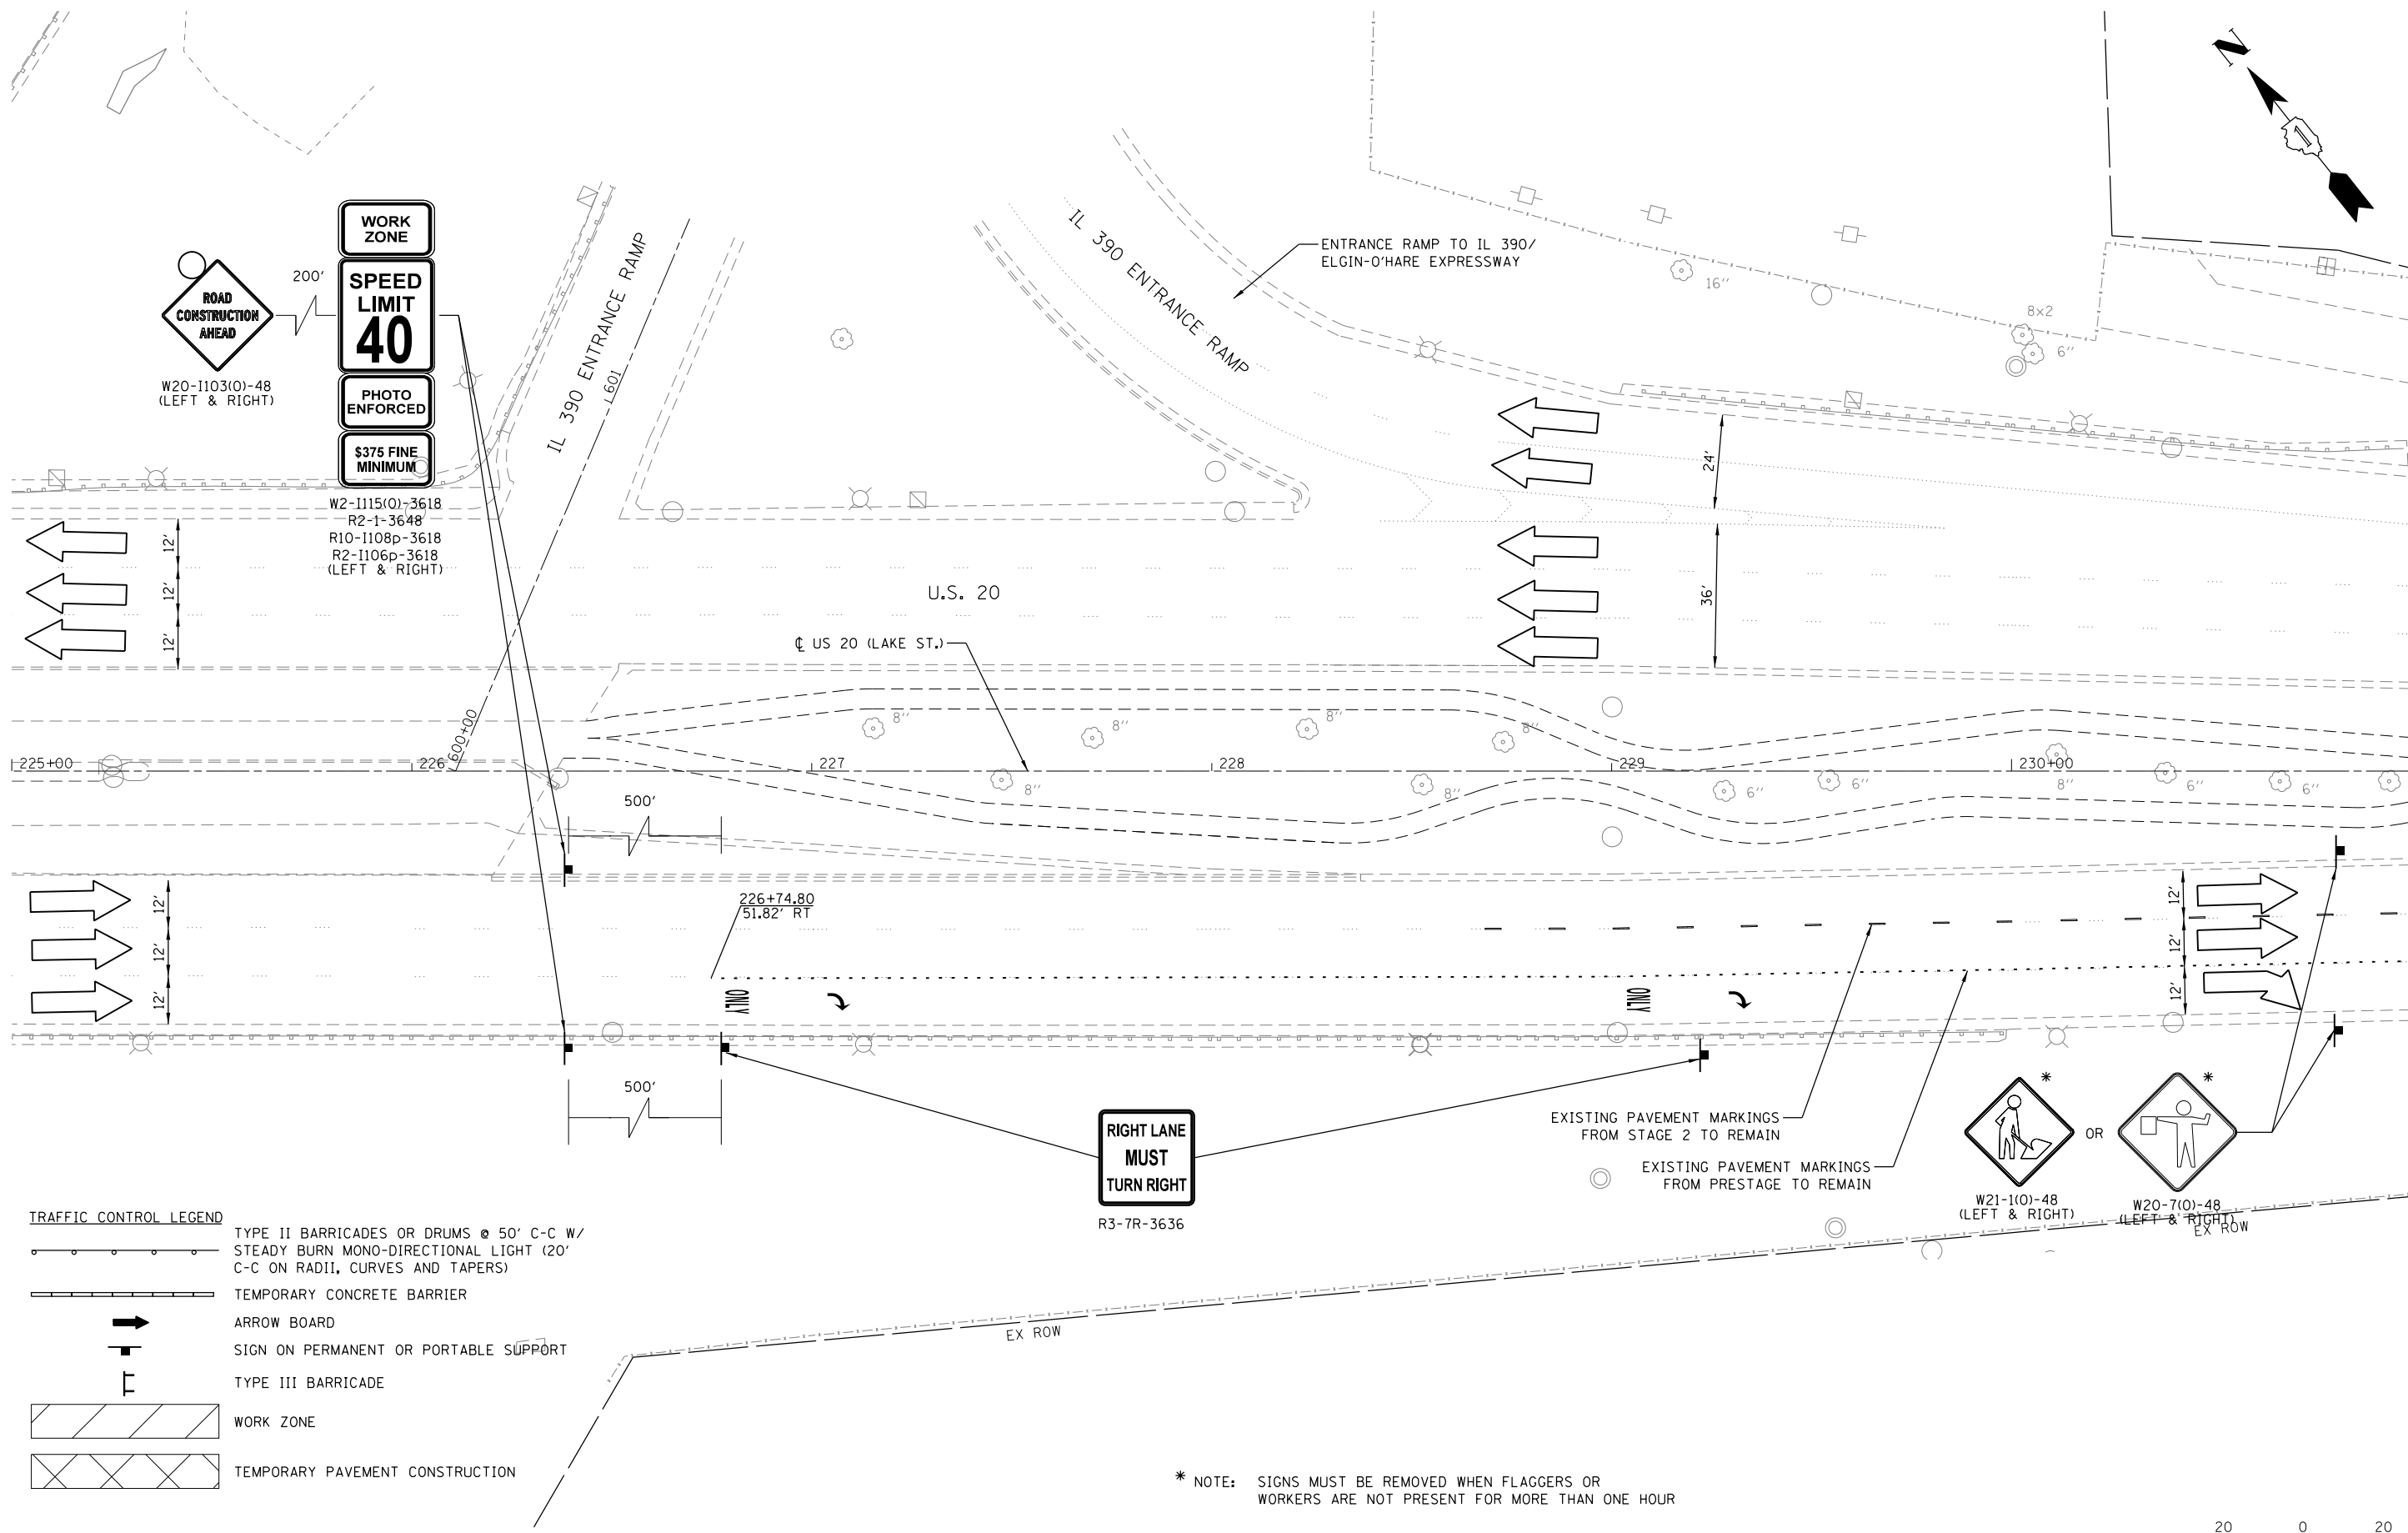 N
WORK
ZONE
SPEED
LIMIT
40
PHOTO
ENFORCED
$375 FINE
MINIMUM
200'
ROAD
CONSTRUCTION
AHEAD
W20-I103(O)-48
(LEFT & RIGHT)
W2-I115(O)-3618
R2-1-3648
R10-I108p-3618
R2-I106p-3618
(LEFT & RIGHT)
IL 390 ENTRANCE RAMP
601
600+00
IL 390 ENTRANCE RAMP
ENTRANCE RAMP TO IL 390/
ELGIN-O'HARE EXPRESSWAY
16''
8x2
6''
24'
36'
12'
12'
12'
U.S. 20
℄ US 20 (LAKE ST.)
8''
8''
8''
8''
225+00
226
227
228
229
230+00
8''
8''
6''
6''
8''
6''
6''
500'
226+74.80
51.82' RT
12'
12'
12'
12'
12'
12'
ONLY
ONLY
500'
RIGHT LANE
MUST
TURN RIGHT
R3-7R-3636
EXISTING PAVEMENT MARKINGS
FROM STAGE 2 TO REMAIN
EXISTING PAVEMENT MARKINGS
FROM PRESTAGE TO REMAIN
*
OR
*
W21-1(O)-48
(LEFT & RIGHT)
W20-7(O)-48
(LEFT & RIGHT)
EX ROW
EX ROW
TRAFFIC CONTROL LEGEND
TYPE II BARRICADES OR DRUMS @ 50' C-C W/
STEADY BURN MONO-DIRECTIONAL LIGHT (20'
C-C ON RADII, CURVES AND TAPERS)
TEMPORARY CONCRETE BARRIER
ARROW BOARD
SIGN ON PERMANENT OR PORTABLE SUPPORT
TYPE III BARRICADE
WORK ZONE
TEMPORARY PAVEMENT CONSTRUCTION
* NOTE: SIGNS MUST BE REMOVED WHEN FLAGGERS OR
WORKERS ARE NOT PRESENT FOR MORE THAN ONE HOUR
20 0 20